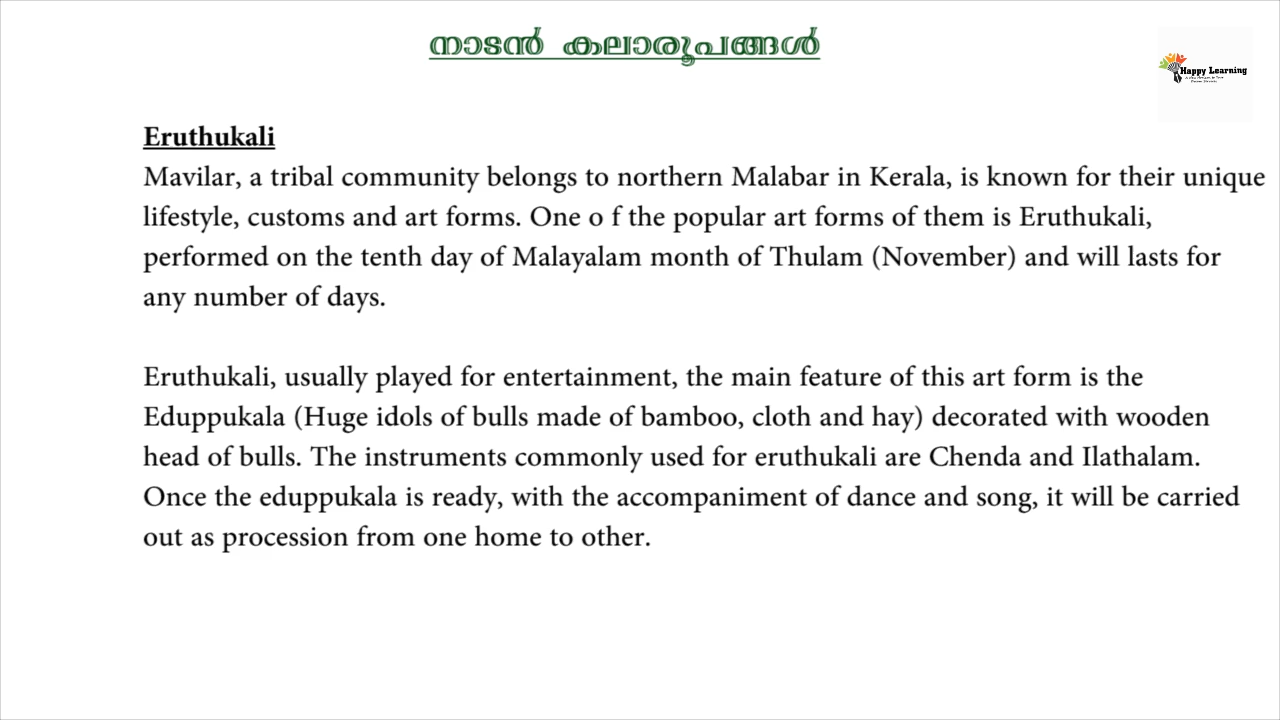 നാടൻ കലാരൂപങ്ങൾ
Happy Learning
Eruthukali
Mavilar, a tribal community belongs to northern Malabar in Kerala, is known for their unique
lifestyle, customs and art forms. One o f the popular art forms of them is Eruthukali,
performed on the tenth day of Malayalam month of Thulam (November) and will lasts for
any number of days.
Eruthukali, usually played for entertainment, the main feature of this art form is the
Eduppukala (Huge idols of bulls made of bamboo, cloth and hay) decorated with wooden
head of bulls. The instruments commonly used for eruthukali are Chenda and Ilathalam.
Once the eduppukala is ready, with the accompaniment of dance and song, it will be carried
out as procession from one home to other.